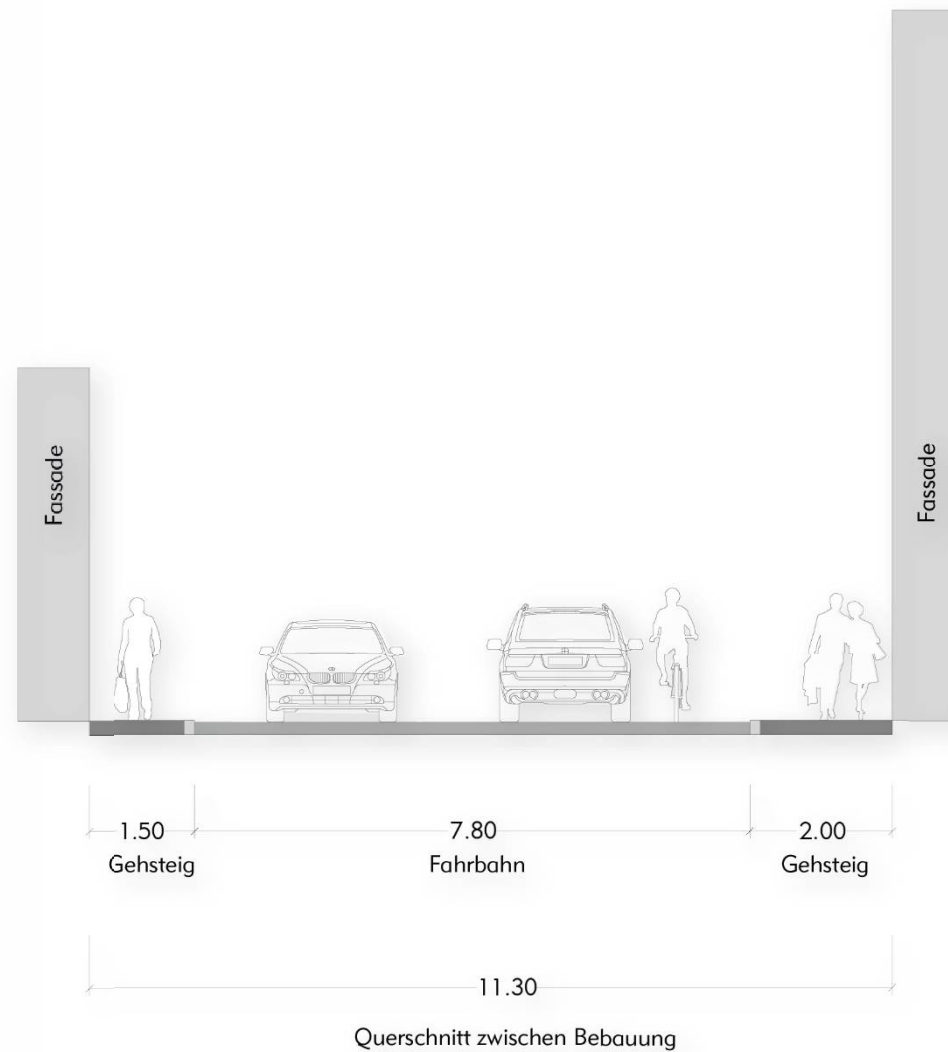 Fassade
Fassade
1.50
7.80
2.00
Gehsteig
Fahrbahn
Gehsteig
11.30
Querschnitt zwischen Bebauung